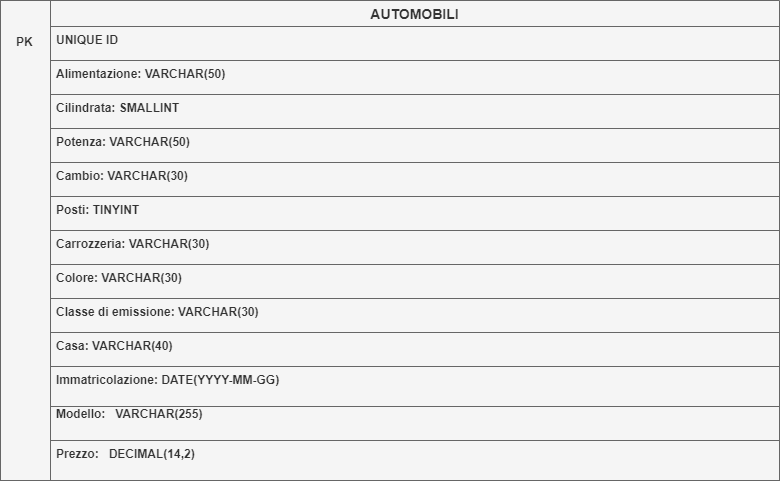 AUTOMOBILI
PK
UNIQUE ID
Alimentazione: VARCHAR(50)
Cilindrata: SMALLINT
Potenza: VARCHAR(50)
Cambio: VARCHAR(30)
Posti: TINYINT
Carrozzeria: VARCHAR(30)
Colore: VARCHAR(30)
Classe di emissione: VARCHAR(30)
Casa: VARCHAR(40)
Immatricolazione: DATE(YYYY-MM-GG)
Modello: VARCHAR(255)
Prezzo: DECIMAL(14,2)